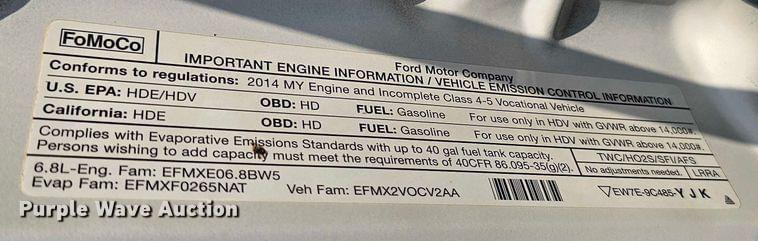 FoMoCo
Ford Motor Company
IMPORTANT ENGINE INFORMATION / VEHICLE EMISSION CONTROL INFORMATION
Conforms to regulations: 2014 MY Engine and Incomplete Class 4-5 Vocational Vehicle
U.S. EPA: HDE/HDV OBD: HD FUEL: Gasoline For use only in HDV with GVWR above 14,000#.
California: HDE OBD: HD FUEL: Gasoline For use only in HDV with GVWR above 14,000#.
Complies with Evaporative Emissions Standards with up to 40 gal fuel tank capacity.
Persons wishing to add capacity must meet the requirements of 40CFR 86.095-35(g)(2).
TWC/HO2S/SFI/AFS
No adjustments needed. LRRA
6.8L-Eng. Fam: EFMXE06.8BW5
Evap Fam: EFMXF0265NAT Veh Fam: EFMX2VOCV2AA
EW7E-9C485-Y J K
Purple Wave Auction